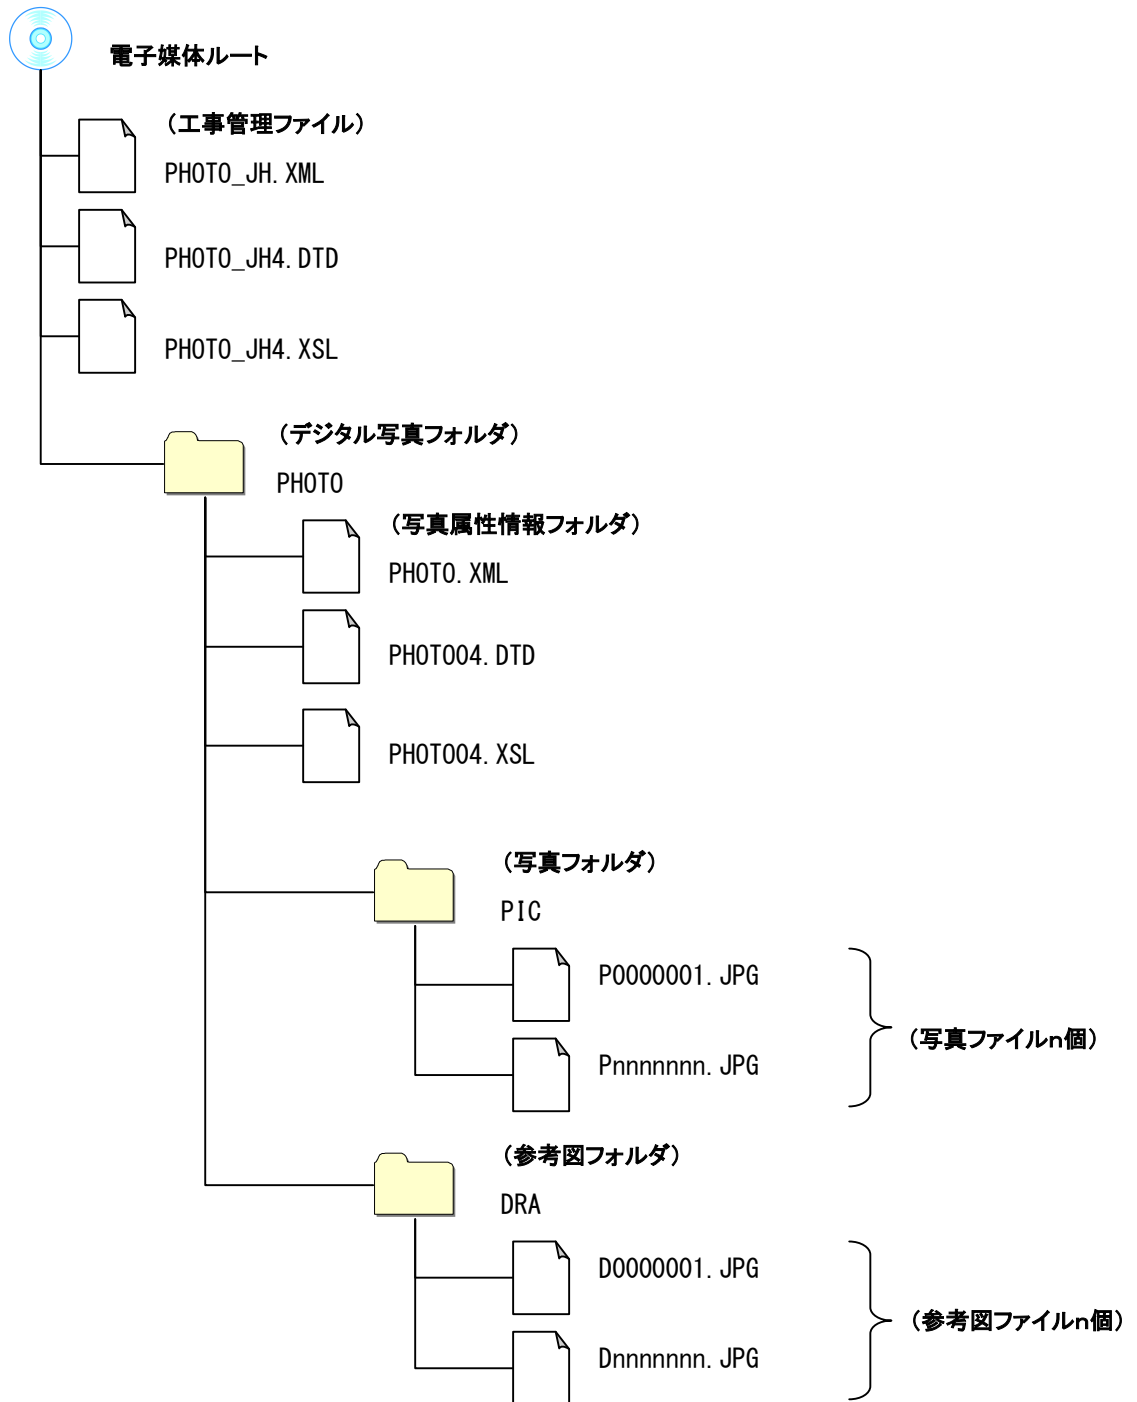 電子媒体ルート
（工事管理ファイル）
PHOTO_JH.XML
PHOTO_JH4.DTD
PHOTO_JH4.XSL
（デジタル写真フォルダ）
PHOTO
（写真属性情報フォルダ）
PHOTO.XML
PHOTO04.DTD
PHOTO04.XSL
（写真フォルダ）
PIC
P0000001.JPG
（写真ファイルｎ個）
Pnnnnnnn.JPG
（参考図フォルダ）
DRA
D0000001.JPG
（参考図ファイルｎ個）
Dnnnnnnn.JPG